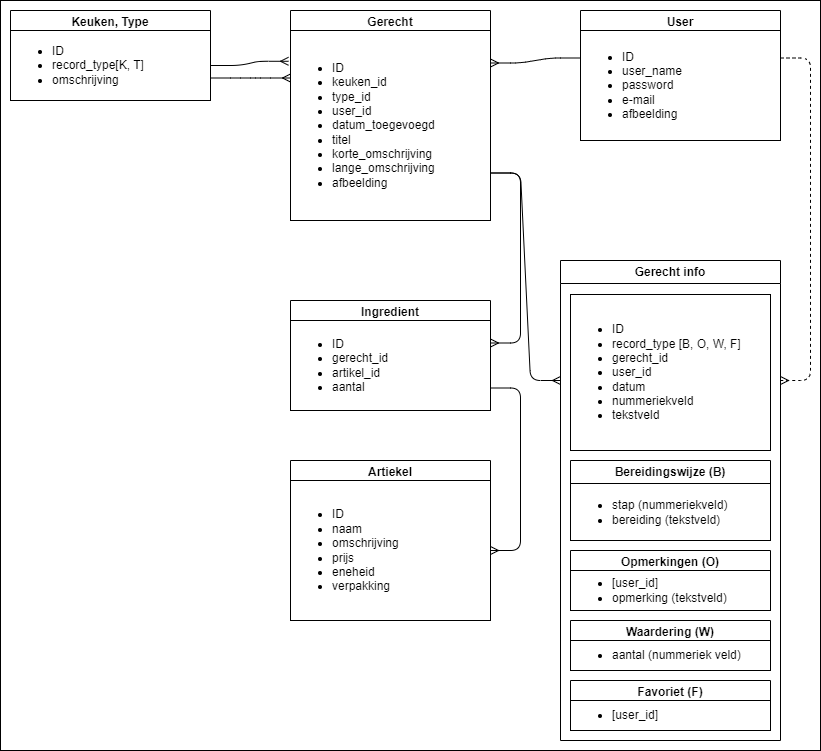 Keuken, Type
ID
record_type[K, T]
omschrijving
Gerecht
ID
keuken_id
type_id
user_id
datum_toegevoegd
titel
korte_omschrijving
lange_omschrijving
afbeelding
User
ID
user_name
password
e-mail
afbeelding
Ingredient
ID
gerecht_id
artikel_id
aantal
Artiekel
ID
naam
omschrijving
prijs
eneheid
verpakking
Gerecht info
ID
record_type [B, O, W, F]
gerecht_id
user_id
datum
nummeriekveld
tekstveld
Bereidingswijze (B)
stap (nummeriekveld)
bereiding (tekstveld)
Opmerkingen (O)
[user_id]
opmerking (tekstveld)
Waardering (W)
aantal (nummeriek veld)
Favoriet (F)
[user_id]